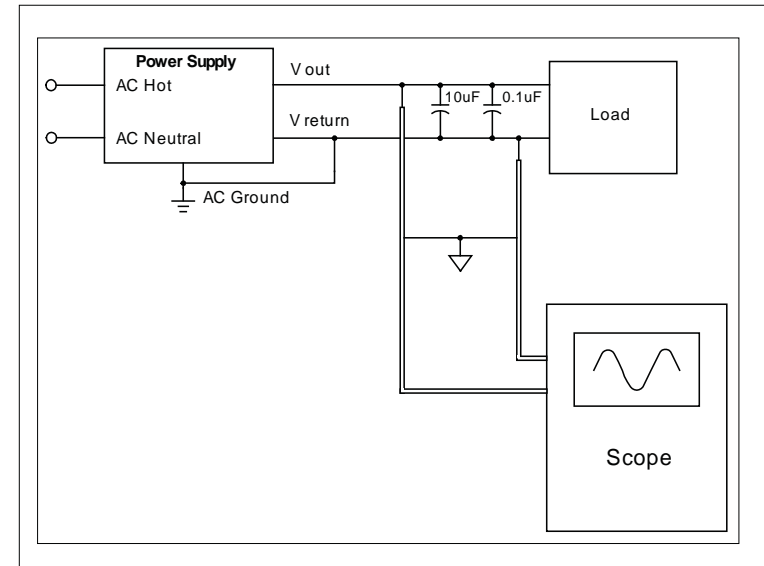 Power Supply
V out
AC Hot
10uF
0.1uF
Load
V return
AC Neutral
AC Ground
Scope